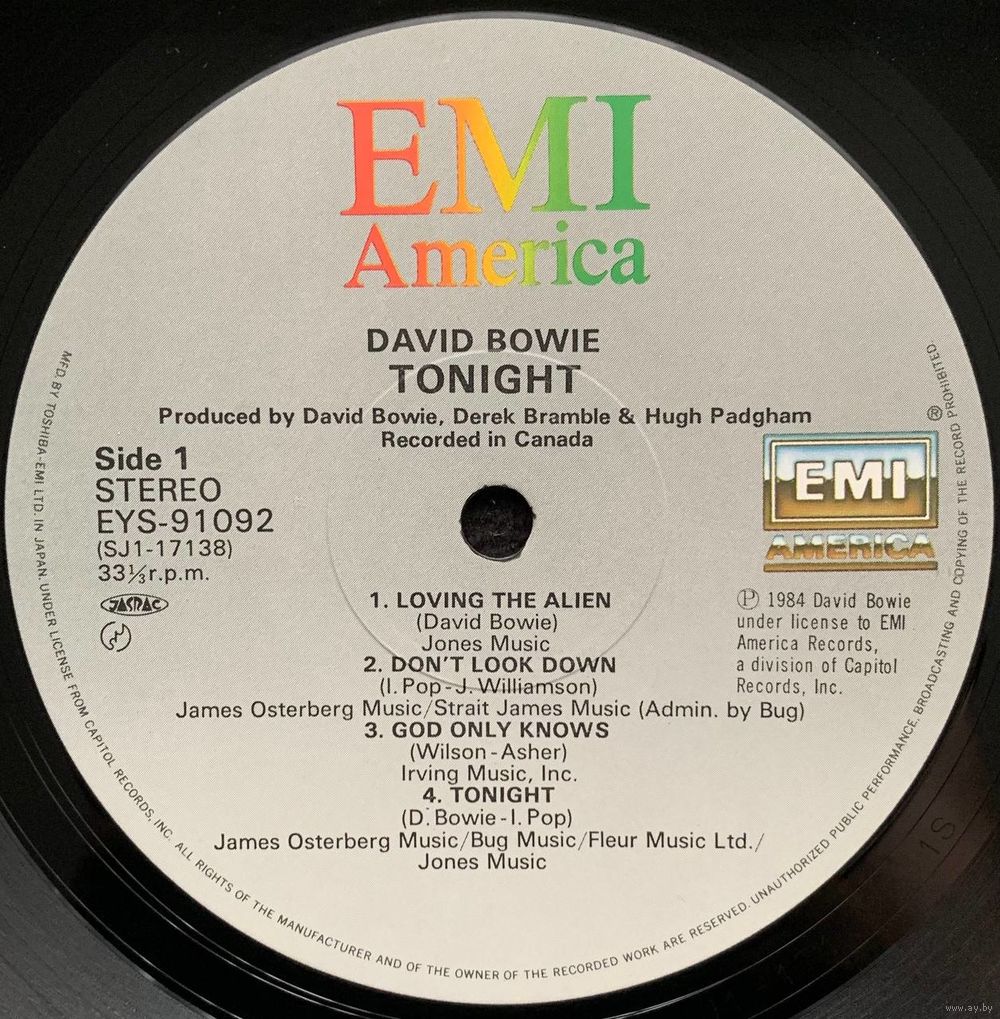 EMI
America
DAVID BOWIE
TONIGHT
Produced by David Bowie, Derek Bramble & Hugh Padgham
Recorded in Canada
Side 1
STEREO
EYS-91092
(SJ1-17138)
33⅓r.p.m.
JASRAC
®
EMI
AMERICA
1. LOVING THE ALIEN
(David Bowie)
Jones Music
2. DON'T LOOK DOWN
(I. Pop-J. Williamson)
James Osterberg Music/Strait James Music (Admin. by Bug)
3. GOD ONLY KNOWS
(Wilson-Asher)
Irving Music, Inc.
4. TONIGHT
(D. Bowie-I. Pop)
James Osterberg Music/Bug Music/Fleur Music Ltd./
Jones Music
℗ 1984 David Bowie
under license to EMI
America Records,
a division of Capitol
Records, Inc.
MFD. BY TOSHIBA-EMI LTD. IN JAPAN. UNDER LICENSE FROM CAPITOL RECORDS, INC. ALL RIGHTS OF THE MANUFACTURER AND OF THE OWNER OF THE RECORDED WORK ARE RESERVED. UNAUTHORIZED PUBLIC PERFORMANCE, BROADCASTING AND COPYING OF THE RECORD PROHIBITED.
1S
www.ay.by